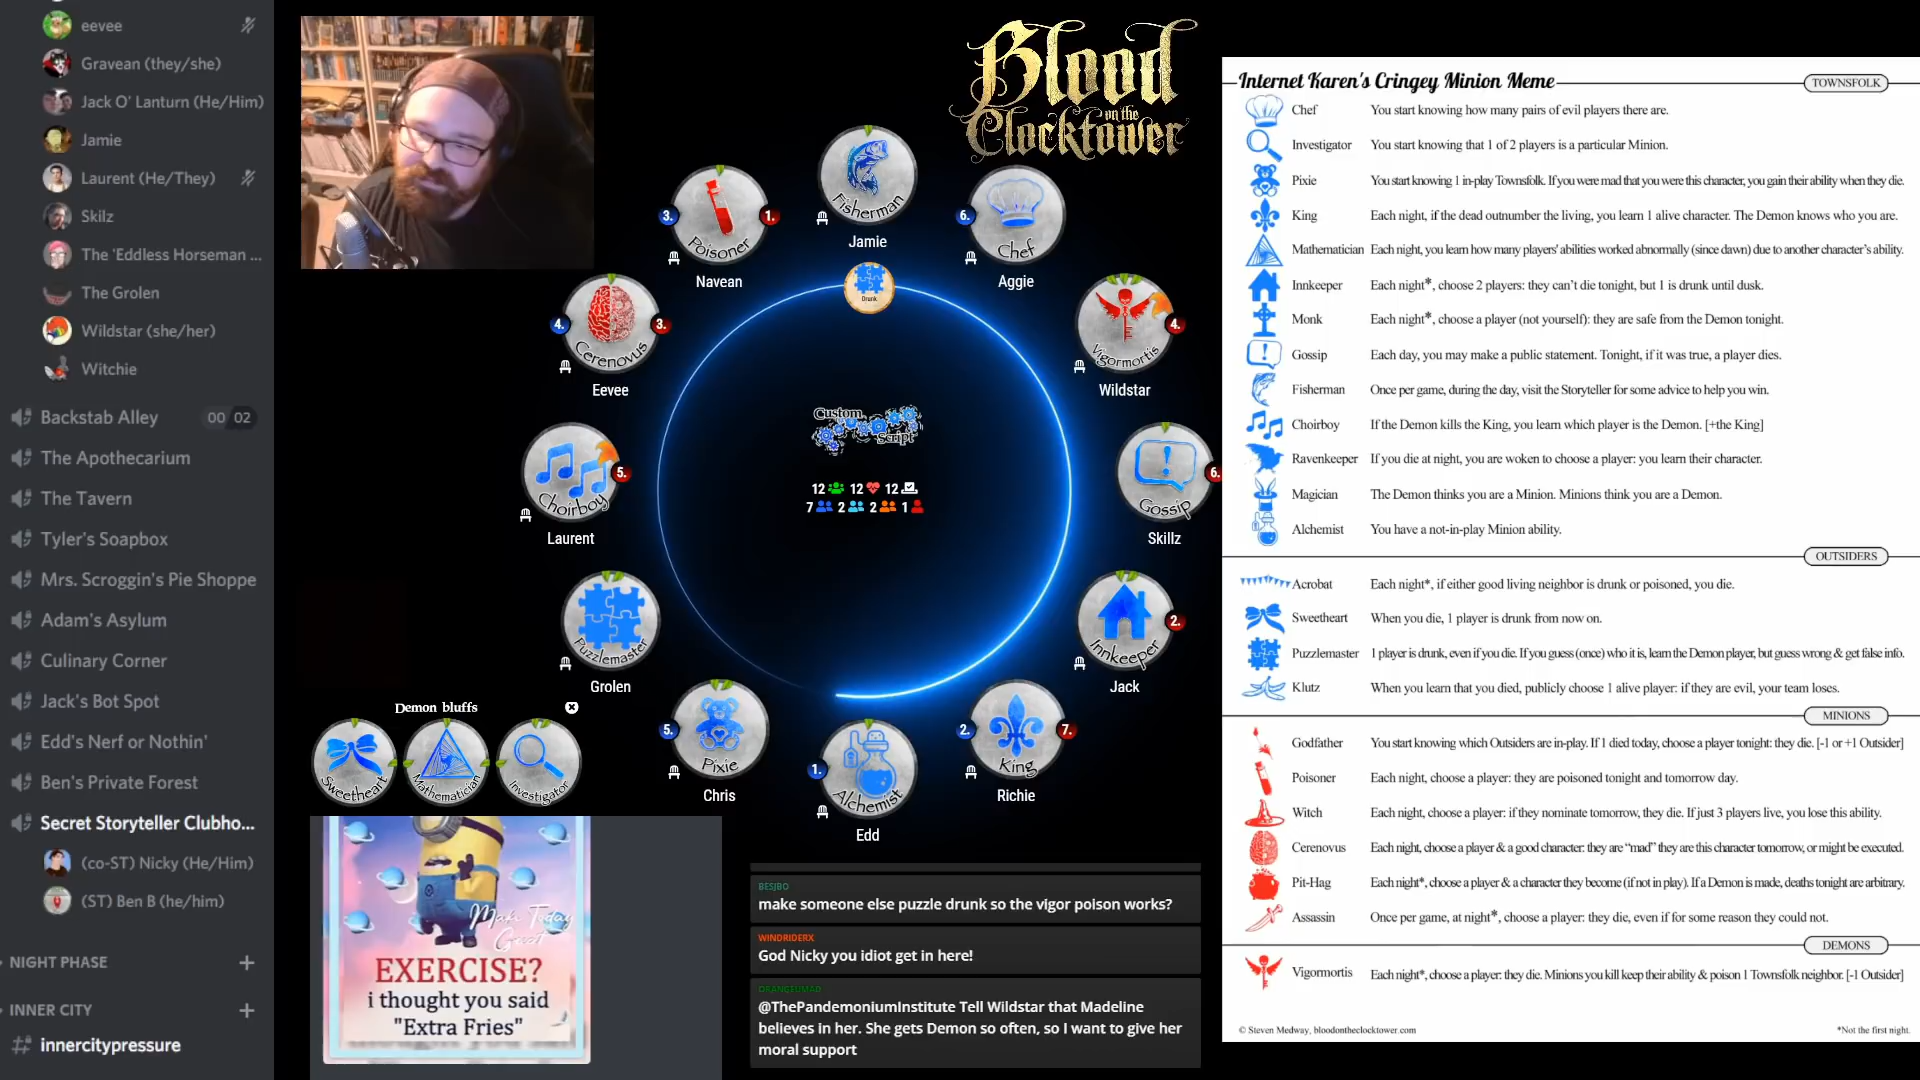 eevee
Gravean (they/she)
Jack O' Lanturn (He/Him)
Jamie
Laurent (He/They)
Skilz
The 'Eddless Horseman ...
The Grolen
Wildstar (she/her)
Witchie
Backstab Alley 00 02
The Apothecarium
The Tavern
Tyler's Soapbox
Mrs. Scroggin's Pie Shoppe
Adam's Asylum
Culinary Corner
Jack's Bot Spot
Edd's Nerf or Nothin'
Ben's Private Forest
Secret Storyteller Clubho...
(co-ST) Nicky (He/Him)
(ST) Ben B (he/him)
NIGHT PHASE +
INNER CITY +
# innercitypressure
Blood
on the
Clocktower
Fisherman
Jamie
Drunk
6.
Chef
Aggie
4.
Vigormortis
Wildstar
6.
Gossip
Skillz
2.
Innkeeper
Jack
2.
7.
King
Richie
1.
Alchemist
Edd
5.
Pixie
Chris
Puzzlemaster
Grolen
5.
Choirboy
Laurent
4.
3.
Cerenovus
Eevee
3.
1.
Poisoner
Navean
Custom
Script
12 12 12
7 2 2 1
Demon bluffs
Sweetheart
Mathematician
Investigator
Make Today
Great
EXERCISE?
i thought you said
"Extra Fries"
BESJBO
make someone else puzzle drunk so the vigor poison works?
WINDRIDERX
God Nicky you idiot get in here!
@ThePandemoniumInstitute Tell Wildstar that Madeline
believes in her. She gets Demon so often, so I want to give her
moral support
Internet Karen's Cringey Minion Meme
TOWNSFOLK
Chef You start knowing how many pairs of evil players there are.
Investigator You start knowing that 1 of 2 players is a particular Minion.
Pixie You start knowing 1 in-play Townsfolk. If you were mad that you were this character, you gain their ability when they die.
King Each night, if the dead outnumber the living, you learn 1 alive character. The Demon knows who you are.
Mathematician Each night, you learn how many players' abilities worked abnormally (since dawn) due to another character's ability.
Innkeeper Each night*, choose 2 players: they can't die tonight, but 1 is drunk until dusk.
Monk Each night*, choose a player (not yourself): they are safe from the Demon tonight.
Gossip Each day, you may make a public statement. Tonight, if it was true, a player dies.
Fisherman Once per game, during the day, visit the Storyteller for some advice to help you win.
Choirboy If the Demon kills the King, you learn which player is the Demon. [+the King]
Ravenkeeper If you die at night, you are woken to choose a player: you learn their character.
Magician The Demon thinks you are a Minion. Minions think you are a Demon.
Alchemist You have a not-in-play Minion ability.
OUTSIDERS
Acrobat Each night*, if either good living neighbor is drunk or poisoned, you die.
Sweetheart When you die, 1 player is drunk from now on.
Puzzlemaster 1 player is drunk, even if you die. If you guess (once) who it is, learn the Demon player, but guess wrong & get false info.
Klutz When you learn that you died, publicly choose 1 alive player: if they are evil, your team loses.
MINIONS
Godfather You start knowing which Outsiders are in-play. If 1 died today, choose a player tonight: they die. [-1 or +1 Outsider]
Poisoner Each night, choose a player: they are poisoned tonight and tomorrow day.
Witch Each night, choose a player: if they nominate tomorrow, they die. If just 3 players live, you lose this ability.
Cerenovus Each night, choose a player & a good character: they are "mad" they are this character tomorrow, or might be executed.
Pit-Hag Each night*, choose a player & a character they become (if not in play). If a Demon is made, deaths tonight are arbitrary.
Assassin Once per game, at night*, choose a player: they die, even if for some reason they could not.
DEMONS
Vigormortis Each night*, choose a player: they die. Minions you kill keep their ability & poison 1 Townsfolk neighbor. [-1 Outsider]
© Steven Medway, bloodontheclocktower.com
*Not the first night.